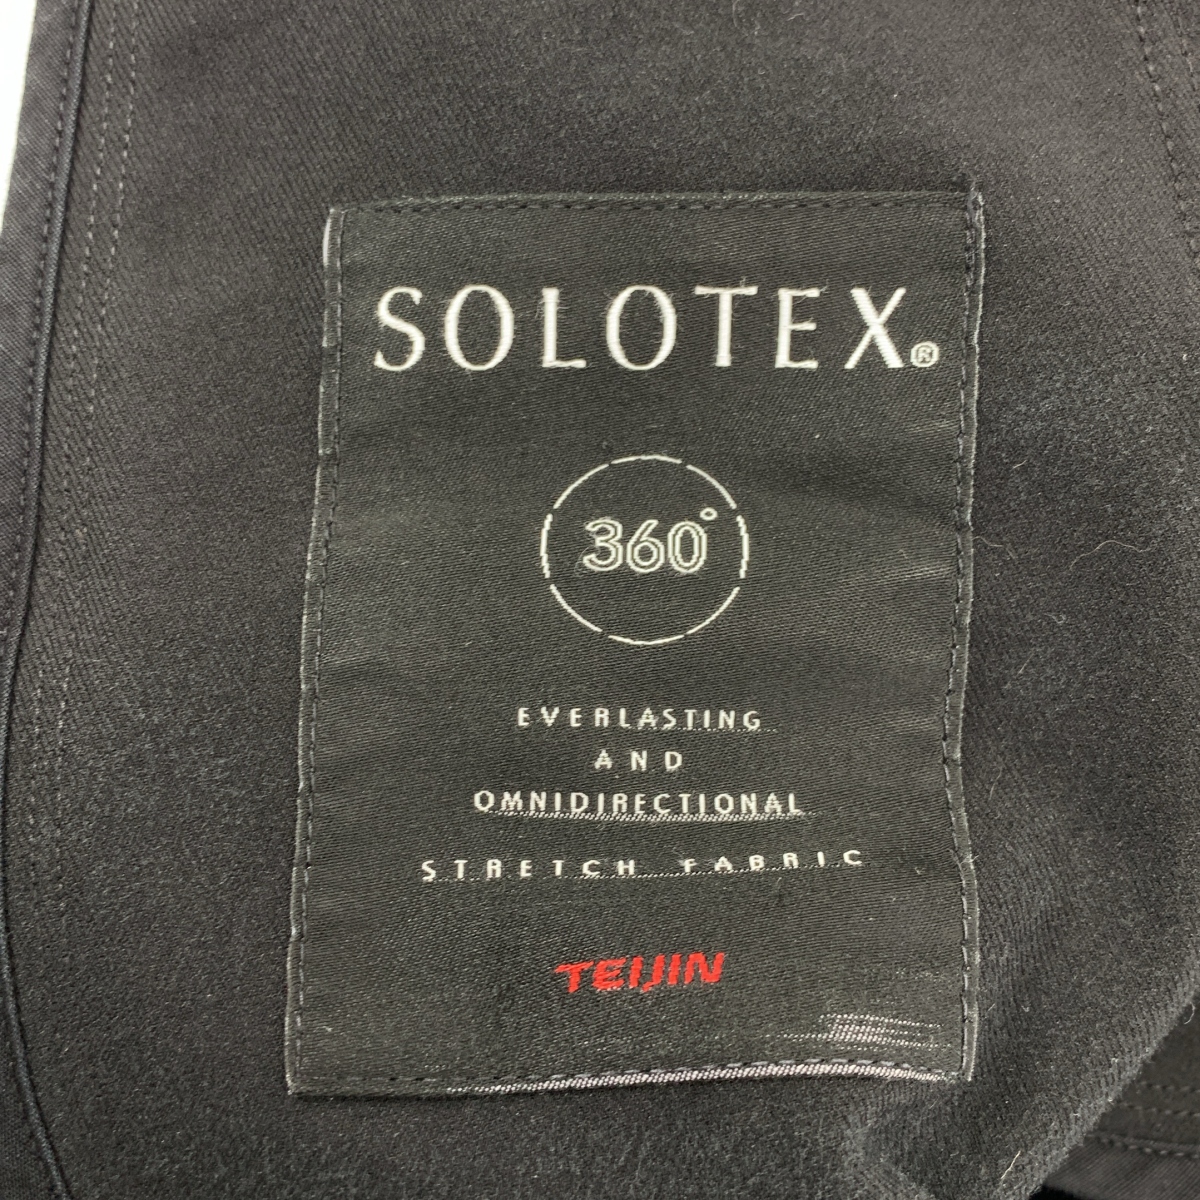 SOLOTEX®
360°
EVERLASTING
AND
OMNIDIRECTIONAL
STRETCH FABRIC
TEIJIN